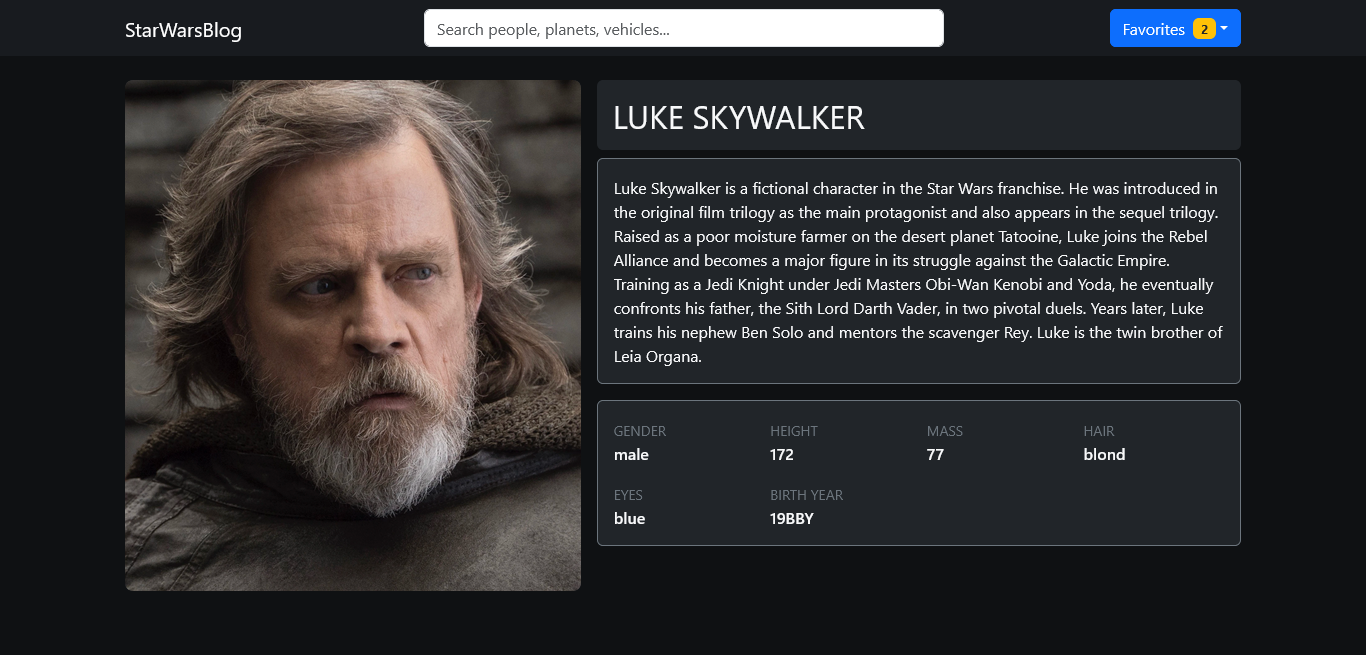 StarWarsBlog
Search people, planets, vehicles...
Favorites 2
LUKE SKYWALKER
Luke Skywalker is a fictional character in the Star Wars franchise. He was introduced in
the original film trilogy as the main protagonist and also appears in the sequel trilogy.
Raised as a poor moisture farmer on the desert planet Tatooine, Luke joins the Rebel
Alliance and becomes a major figure in its struggle against the Galactic Empire.
Training as a Jedi Knight under Jedi Masters Obi-Wan Kenobi and Yoda, he eventually
confronts his father, the Sith Lord Darth Vader, in two pivotal duels. Years later, Luke
trains his nephew Ben Solo and mentors the scavenger Rey. Luke is the twin brother of
Leia Organa.
GENDER HEIGHT MASS HAIR
male 172 77 blond
EYES BIRTH YEAR
blue 19BBY